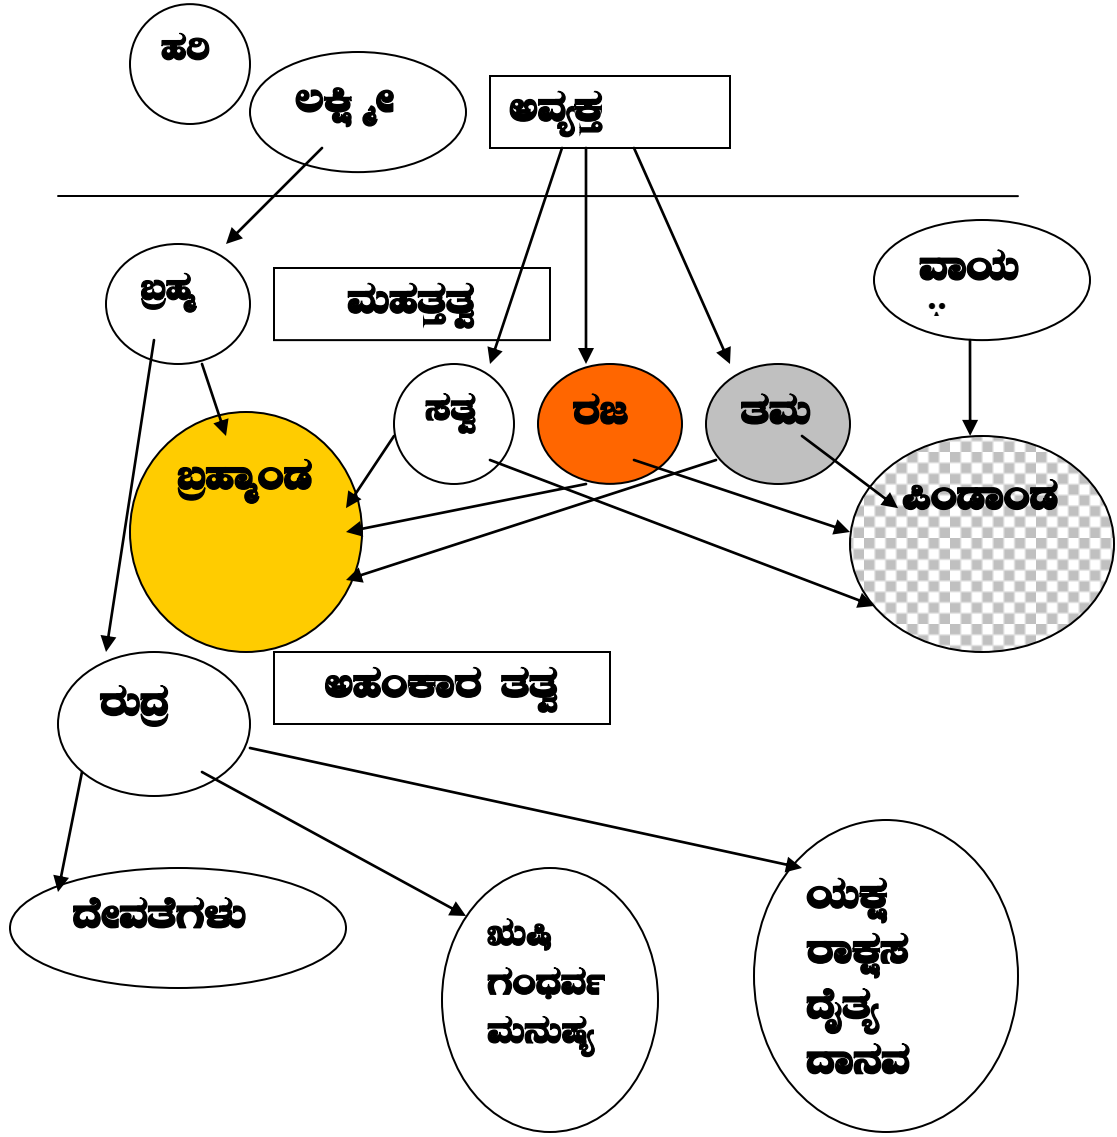 ಹರಿ
ಲಕ್ಷ್ಮೀ
ಅವ್ಯಕ್ತ
ಬ್ರಹ್ಮ
ಮಹತ್ತತ್ವ
ವಾಯು
ಸತ್ವ
ರಜ
ತಮ
ಬ್ರಹ್ಮಾಂಡ
ಪಿಂಡಾಂಡ
ರುದ್ರ
ಅಹಂಕಾರ ತತ್ವ
ದೇವತೆಗಳು
ಋಷಿ
ಗಂಧರ್ವ
ಮನುಷ್ಯ
ಯಕ್ಷ
ರಾಕ್ಷಸ
ದೈತ್ಯ
ದಾನವ